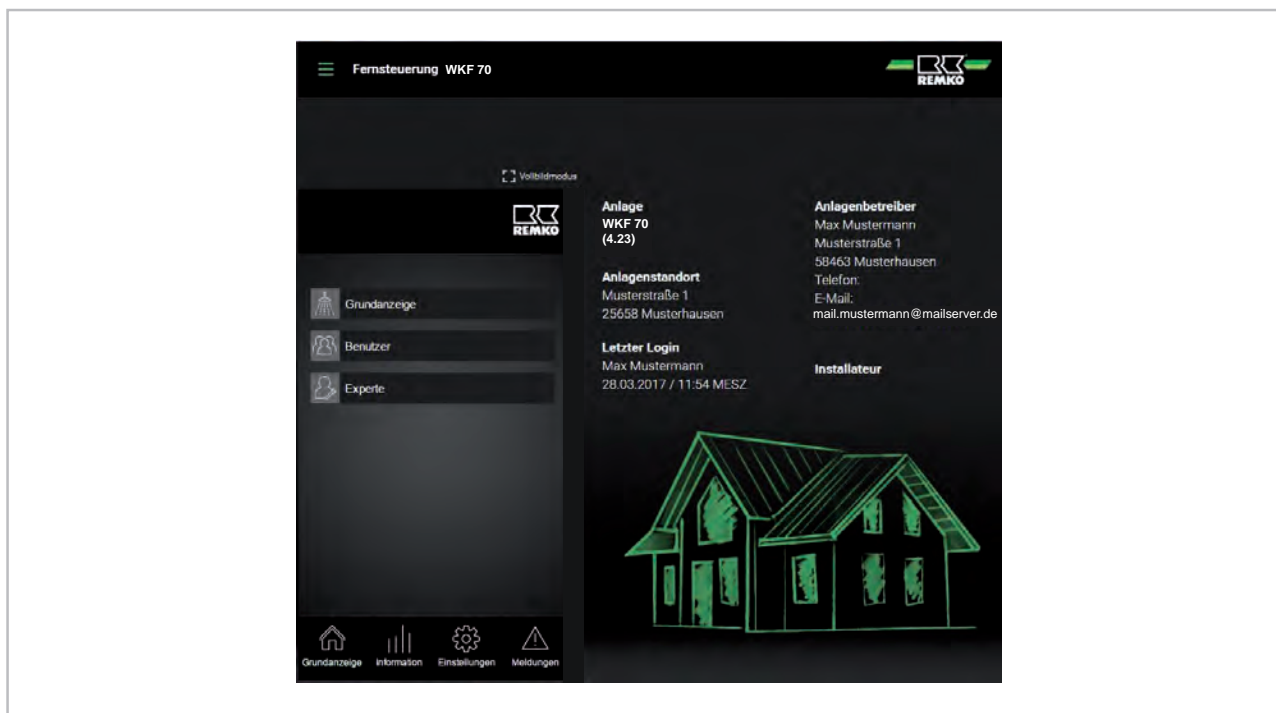 Fernsteuerung WKF 70
REMKO
Vollbildmodus
REMKO
Grundanzeige
Benutzer
Experte
Grundanzeige
Information
Einstellungen
Meldungen
Anlage
WKF 70
(4.23)
Anlagenstandort
Musterstraße 1
25658 Musterhausen
Letzter Login
Max Mustermann
28.03.2017 / 11:54 MESZ
Anlagenbetreiber
Max Mustermann
Musterstraße 1
58463 Musterhausen
Telefon:
E-Mail:
mail.mustermann@mailserver.de
Installateur